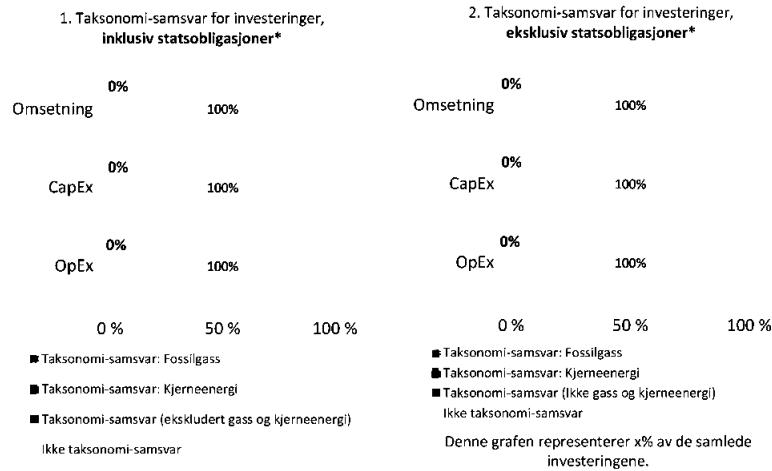 1. Taksonomi-samsvar for investeringer,
inklusiv statsobligasjoner*
0%
Omsetning 100%
0%
CapEx 100%
0%
OpEx 100%
0 % 50 % 100 %
Taksonomi-samsvar: Fossilgass
Taksonomi-samsvar: Kjerneenergi
Taksonomi-samsvar (ekskludert gass og kjerneenergi)
Ikke taksonomi-samsvar
2. Taksonomi-samsvar for investeringer,
eksklusiv statsobligasjoner*
0%
Omsetning 100%
0%
CapEx 100%
0%
OpEx 100%
0 % 50 % 100 %
Taksonomi-samsvar: Fossilgass
Taksonomi-samsvar: Kjerneenergi
Taksonomi-samsvar (Ikke gass og kjerneenergi)
Ikke taksonomi-samsvar
Denne grafen representerer x% av de samlede
investeringene.